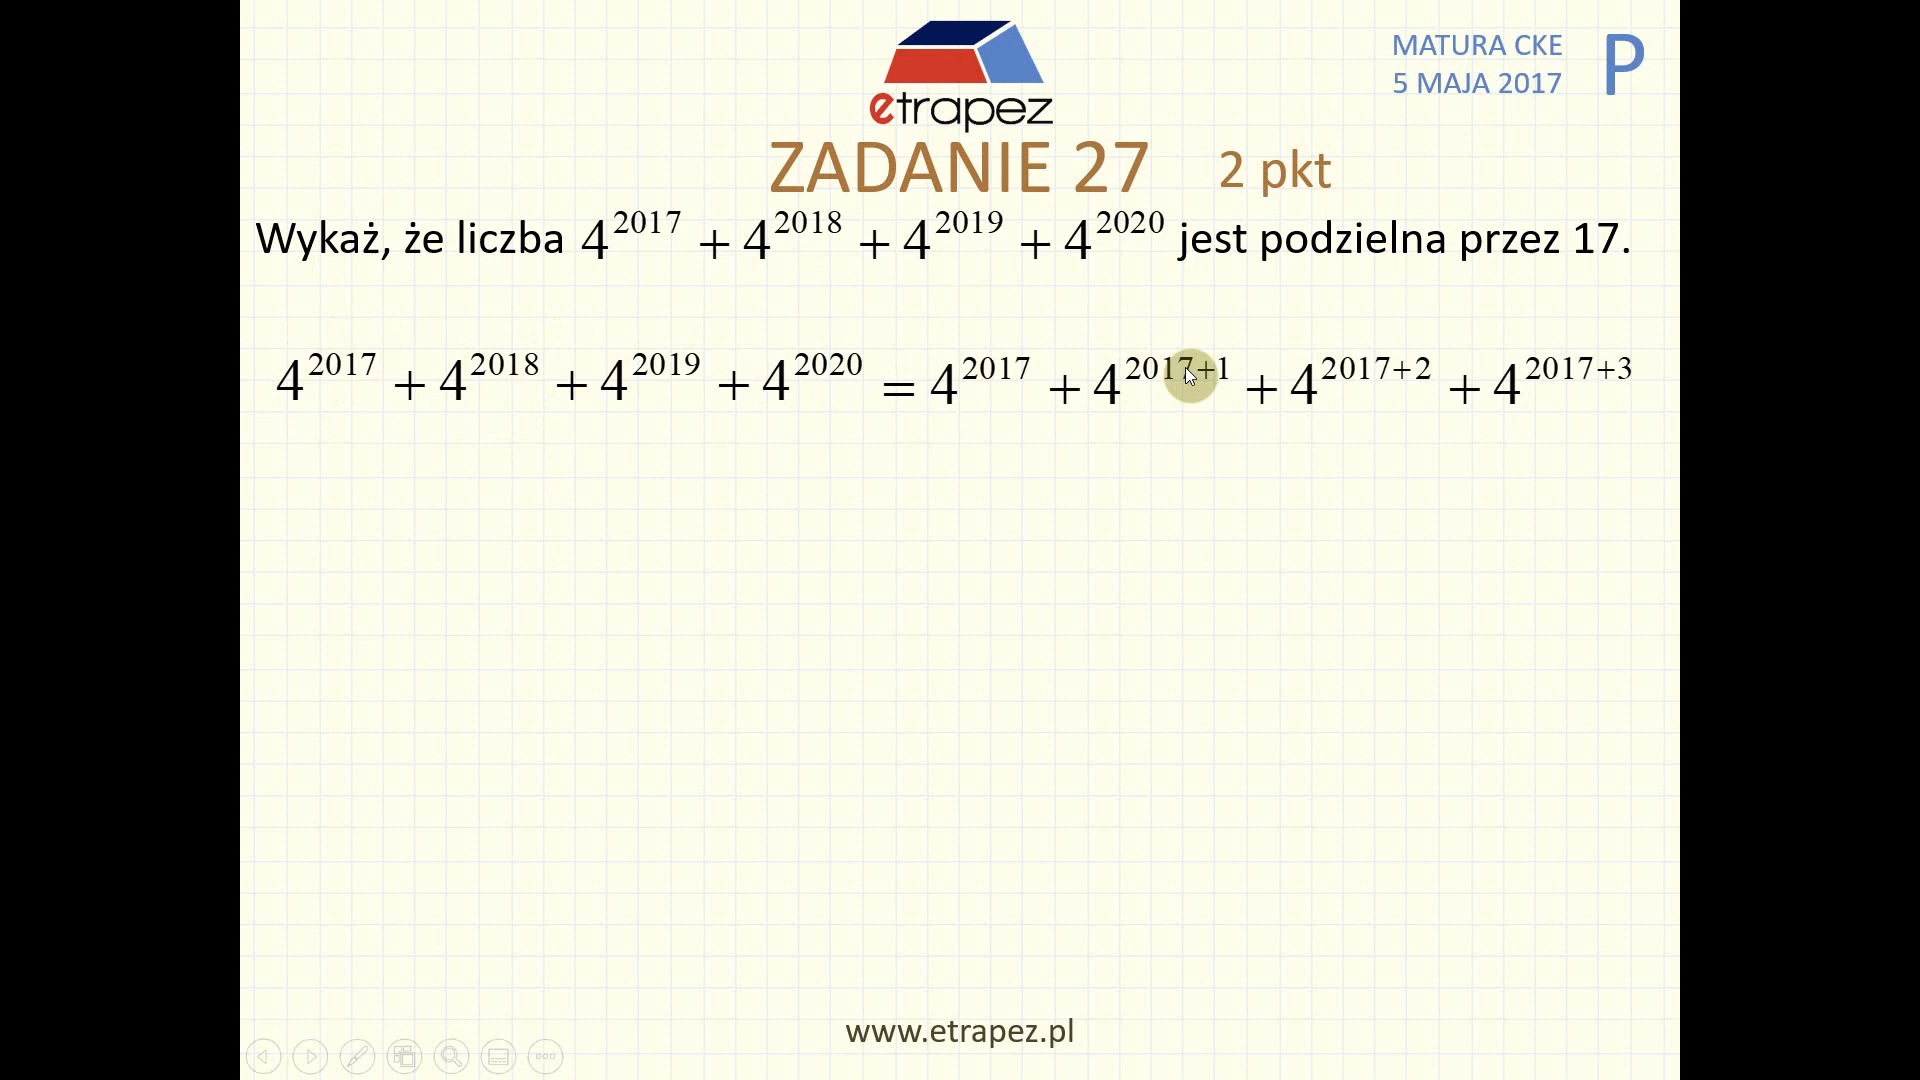 etrapez
MATURA CKE
5 MAJA 2017
P
ZADANIE 27 2 pkt
Wykaż, że liczba 4^2017 + 4^2018 + 4^2019 + 4^2020 jest podzielna przez 17.
4^2017 + 4^2018 + 4^2019 + 4^2020 = 4^2017 + 4^2017+1 + 4^2017+2 + 4^2017+3
www.etrapez.pl